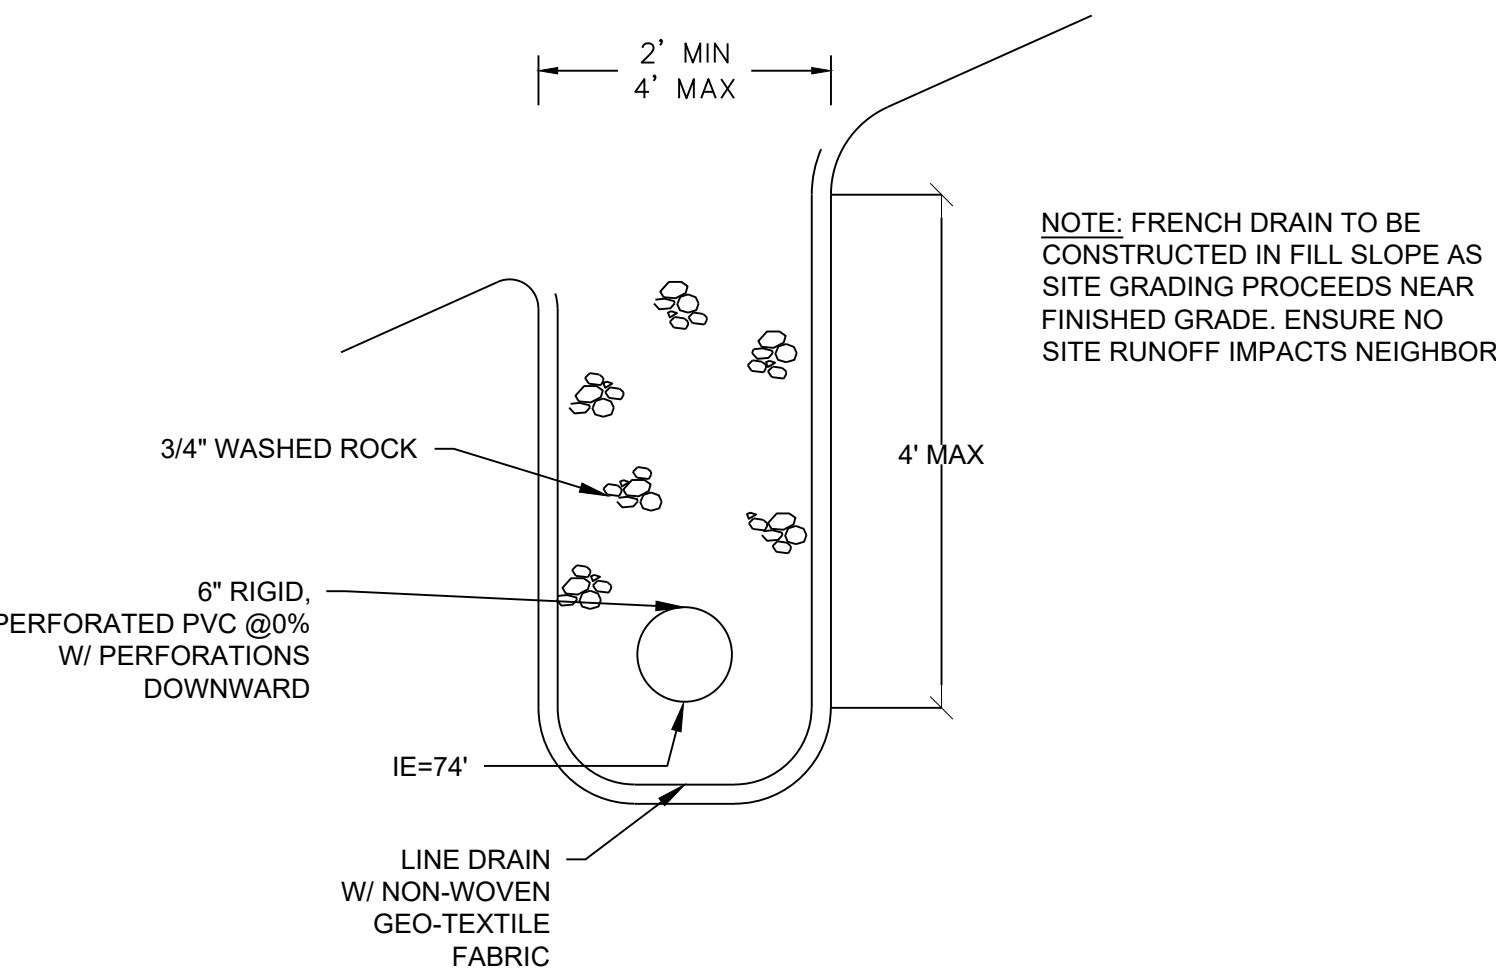 2' MIN
4' MAX
NOTE: FRENCH DRAIN TO BE
CONSTRUCTED IN FILL SLOPE AS
SITE GRADING PROCEEDS NEAR
FINISHED GRADE. ENSURE NO
SITE RUNOFF IMPACTS NEIGHBOR
3/4" WASHED ROCK
4' MAX
6" RIGID,
PERFORATED PVC @0%
W/ PERFORATIONS
DOWNWARD
IE=74'
LINE DRAIN
W/ NON-WOVEN
GEO-TEXTILE
FABRIC